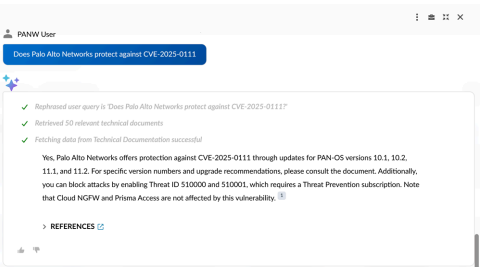 PANW User
Does Palo Alto Networks protect against CVE-2025-0111
Rephrased user query is 'Does Palo Alto Networks protect against CVE-2025-0111?'
Retrieved 50 relevant technical documents
Fetching data from Technical Documentation successful
Yes, Palo Alto Networks offers protection against CVE-2025-0111 through updates for PAN-OS versions 10.1, 10.2,
11.1, and 11.2. For specific version numbers and upgrade recommendations, please consult the document. Additionally,
you can block attacks by enabling Threat ID 510000 and 510001, which requires a Threat Prevention subscription. Note
that Cloud NGFW and Prisma Access are not affected by this vulnerability. 1
REFERENCES